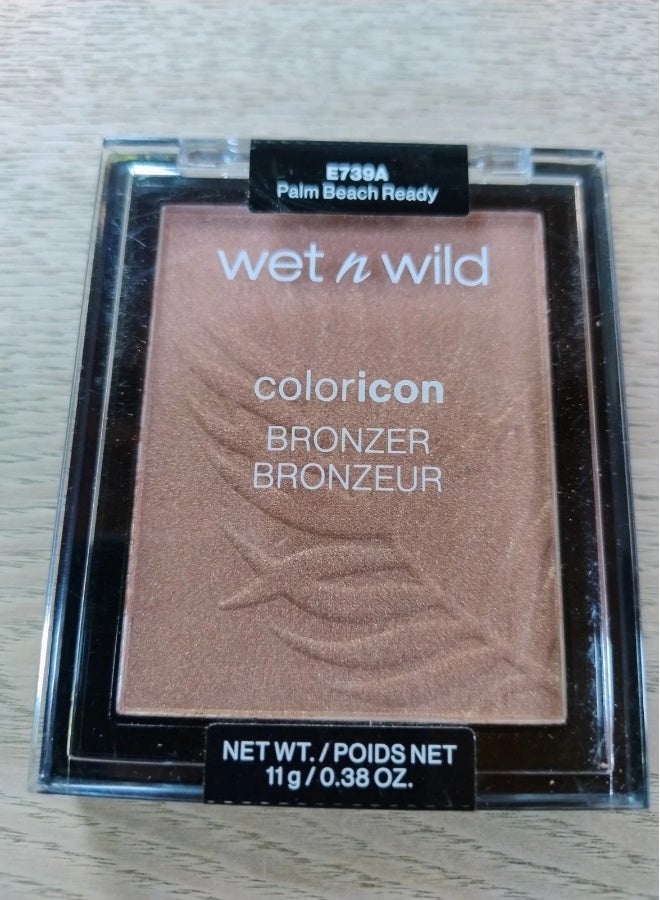 E739A
Palm Beach Ready
wet n wild
coloricon
BRONZER
BRONZEUR
NET WT. / POIDS NET
11 g / 0.38 OZ.